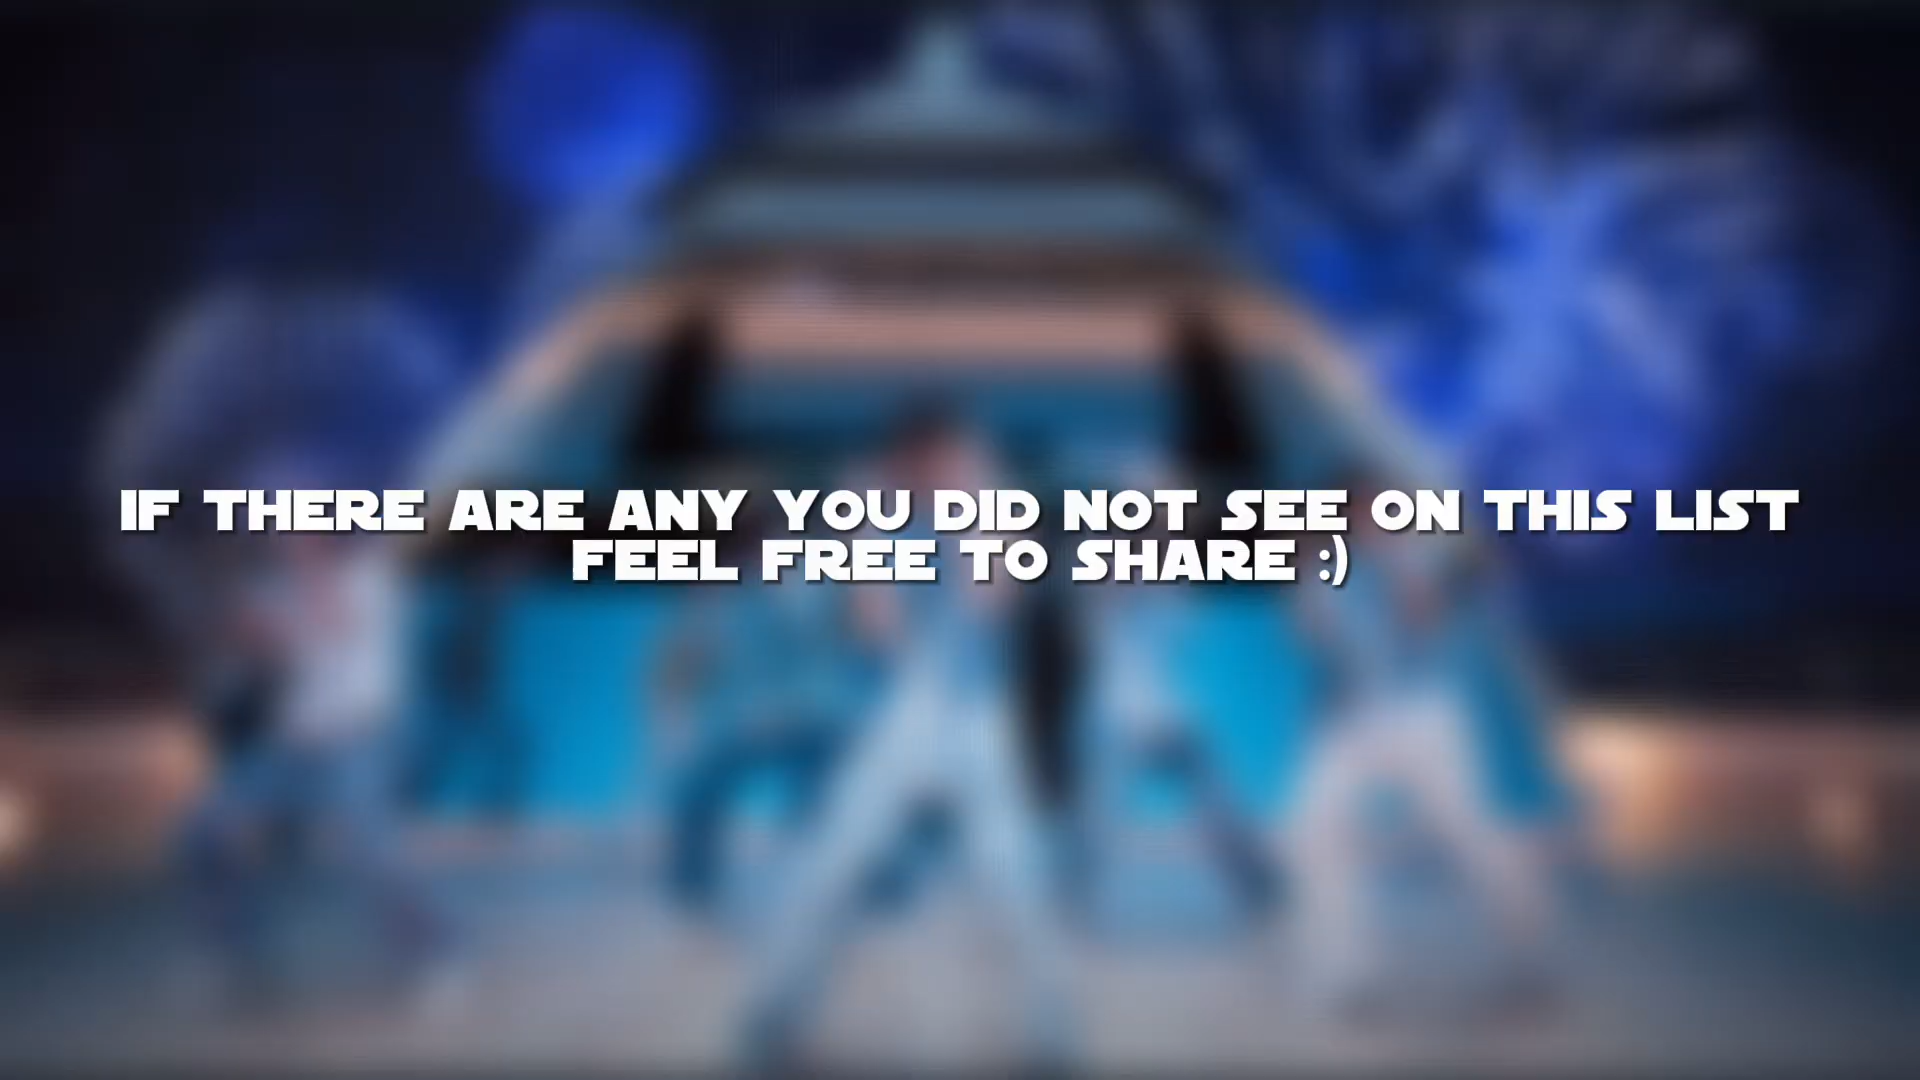 IF THERE ARE ANY YOU DID NOT SEE ON THIS LIST
FEEL FREE TO SHARE :)